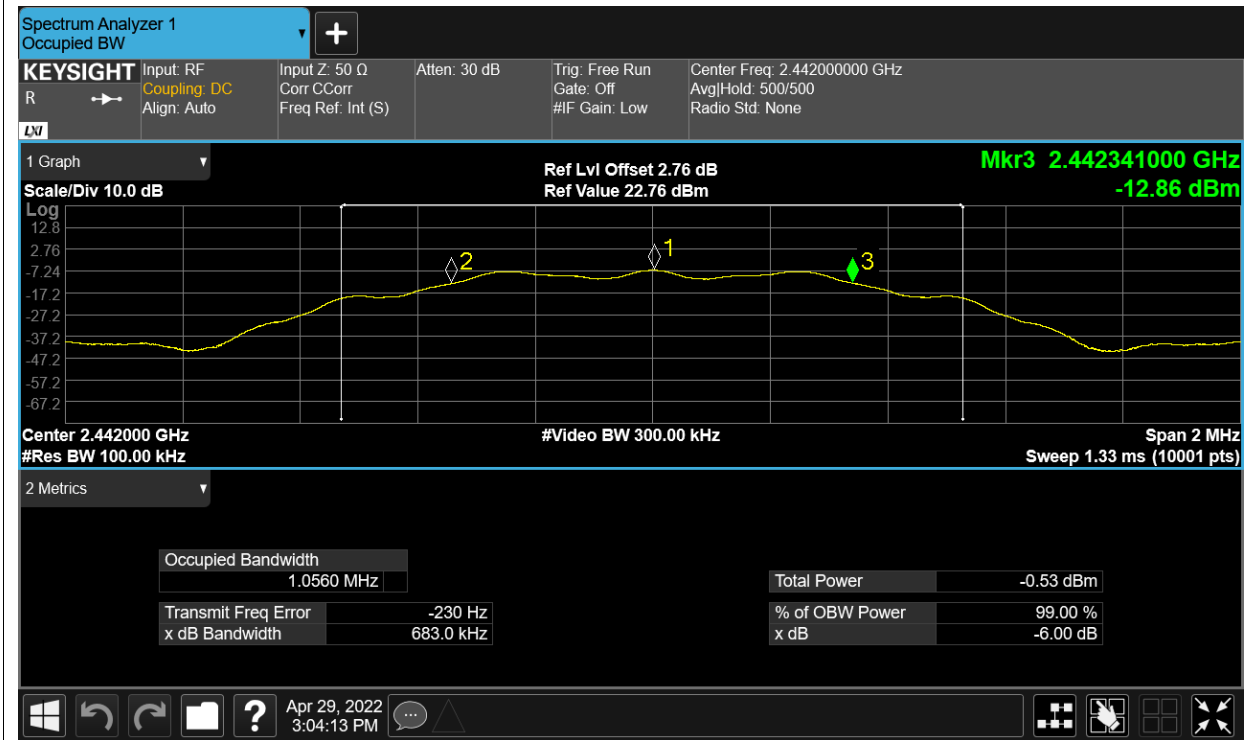 Spectrum Analyzer 1
Occupied BW
KEYSIGHT
R
LXI
Input: RF
Coupling: DC
Align: Auto
Input Z: 50 Ω
Corr CCorr
Freq Ref: Int (S)
Atten: 30 dB
Trig: Free Run
Gate: Off
#IF Gain: Low
Center Freq: 2.442000000 GHz
Avg|Hold: 500/500
Radio Std: None
1 Graph
Scale/Div 10.0 dB
Ref Lvl Offset 2.76 dB
Ref Value 22.76 dBm
Mkr3 2.442341000 GHz
-12.86 dBm
Log
12.8
2.76
-7.24
-17.2
-27.2
-37.2
-47.2
-57.2
-67.2
2
1
3
Center 2.442000 GHz
#Video BW 300.00 kHz
Span 2 MHz
#Res BW 100.00 kHz
Sweep 1.33 ms (10001 pts)
2 Metrics
Occupied Bandwidth
1.0560 MHz
Total Power -0.53 dBm
Transmit Freq Error -230 Hz
% of OBW Power 99.00 %
x dB Bandwidth 683.0 kHz
x dB -6.00 dB
?
Apr 29, 2022
3:04:13 PM